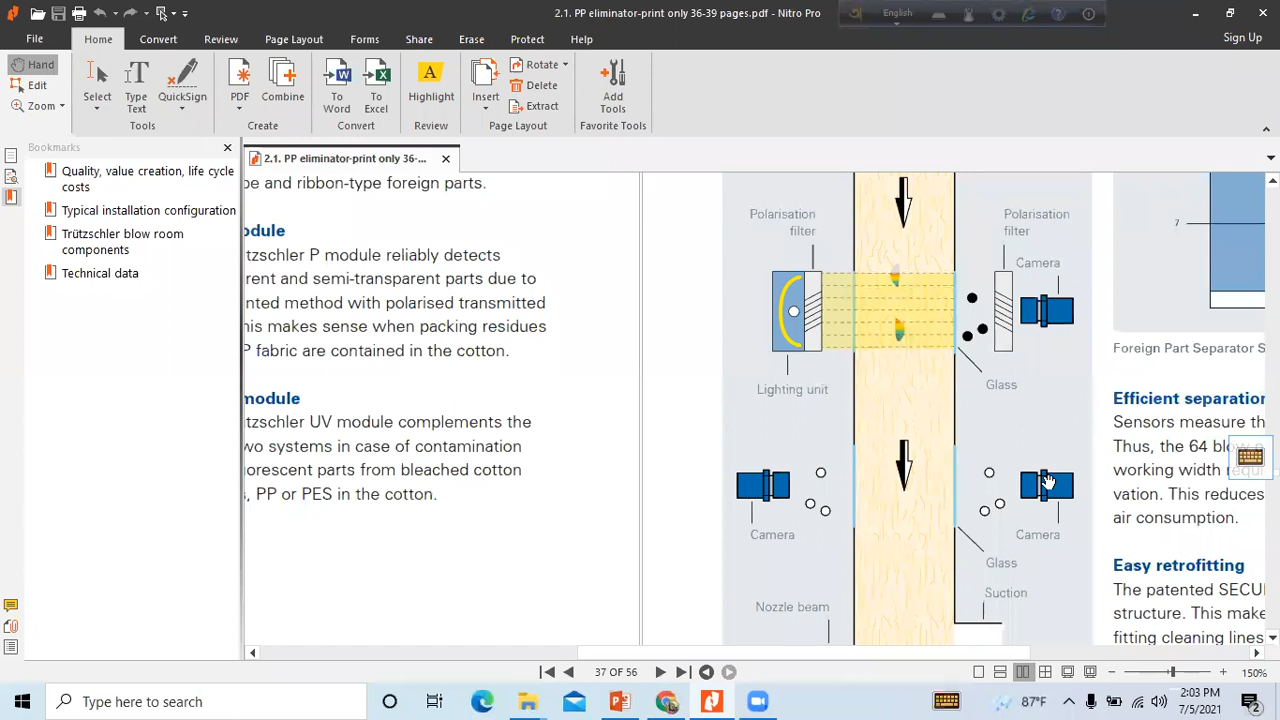 2.1. PP eliminator-print only 36-39 pages.pdf - Nitro Pro
English
File
Home
Convert
Review
Page Layout
Forms
Share
Erase
Protect
Help
Sign Up
Hand
Edit
Zoom
Select
Type
Text
QuickSign
Tools
PDF
Combine
Create
To
Word
To
Excel
Convert
Highlight
Review
Insert
Rotate
Delete
Extract
Page Layout
Add
Tools
Favorite Tools
Bookmarks
Quality, value creation, life cycle
costs
Typical installation configuration
Trützschler blow room
components
Technical data
2.1. PP eliminator-print only 36-...
pe and ribbon-type foreign parts.
odule
tzschler P module reliably detects
rent and semi-transparent parts due to
nted method with polarised transmitted
his makes sense when packing residues
P fabric are contained in the cotton.
module
tzschler UV module complements the
wo systems in case of contamination
orescent parts from bleached cotton
s, PP or PES in the cotton.
Polarisation
filter
Polarisation
filter
Camera
Lighting unit
Glass
Camera
Camera
Glass
Suction
Nozzle beam
7
Foreign Part Separator S
Efficient separation
Sensors measure th
Thus, the 64 blow
working width requi
vation. This reduces
air consumption.
Easy retrofitting
The patented SECU
structure. This make
fitting cleaning lines
37 OF 56
150%
Type here to search
87°F
2:03 PM
7/5/2021
2